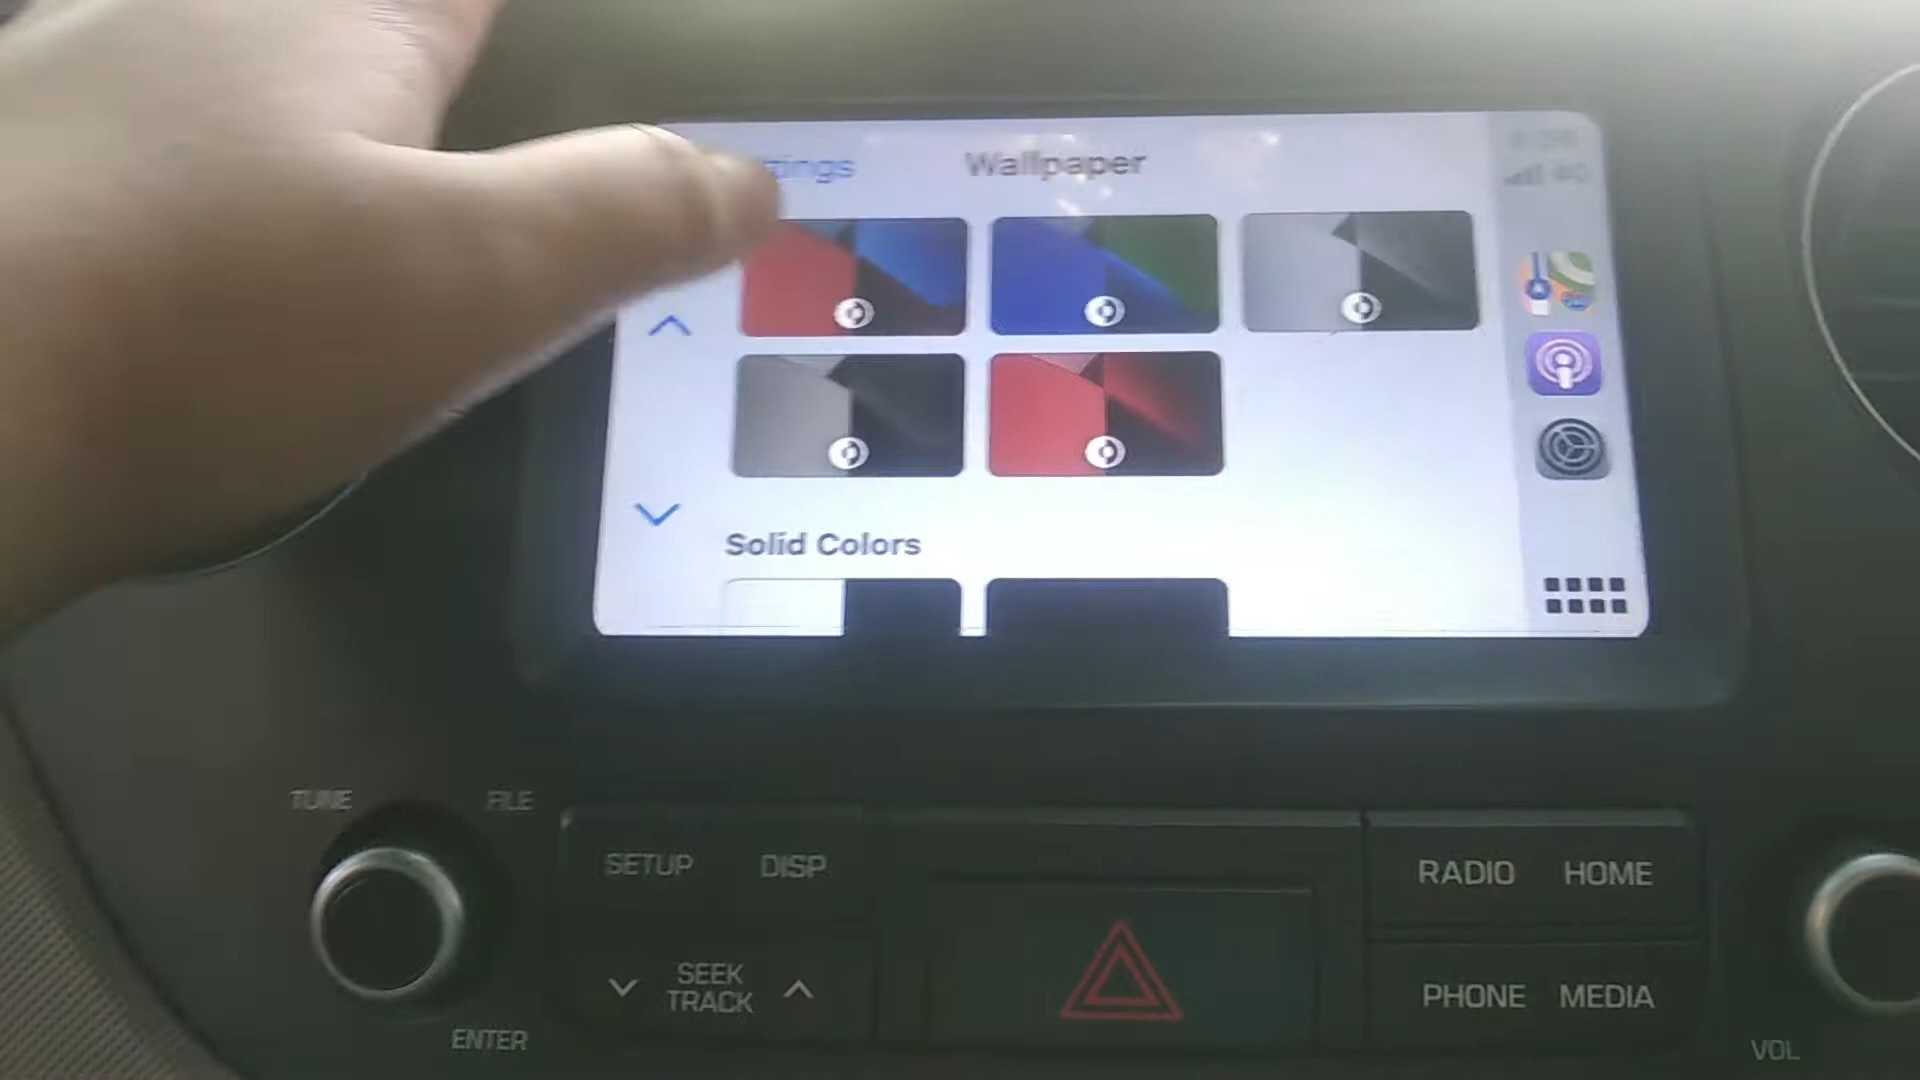 Wallpaper
Solid Colors
TUNE
FILE
SETUP
DISP
RADIO
HOME
SEEK
TRACK
PHONE
MEDIA
ENTER
VOL